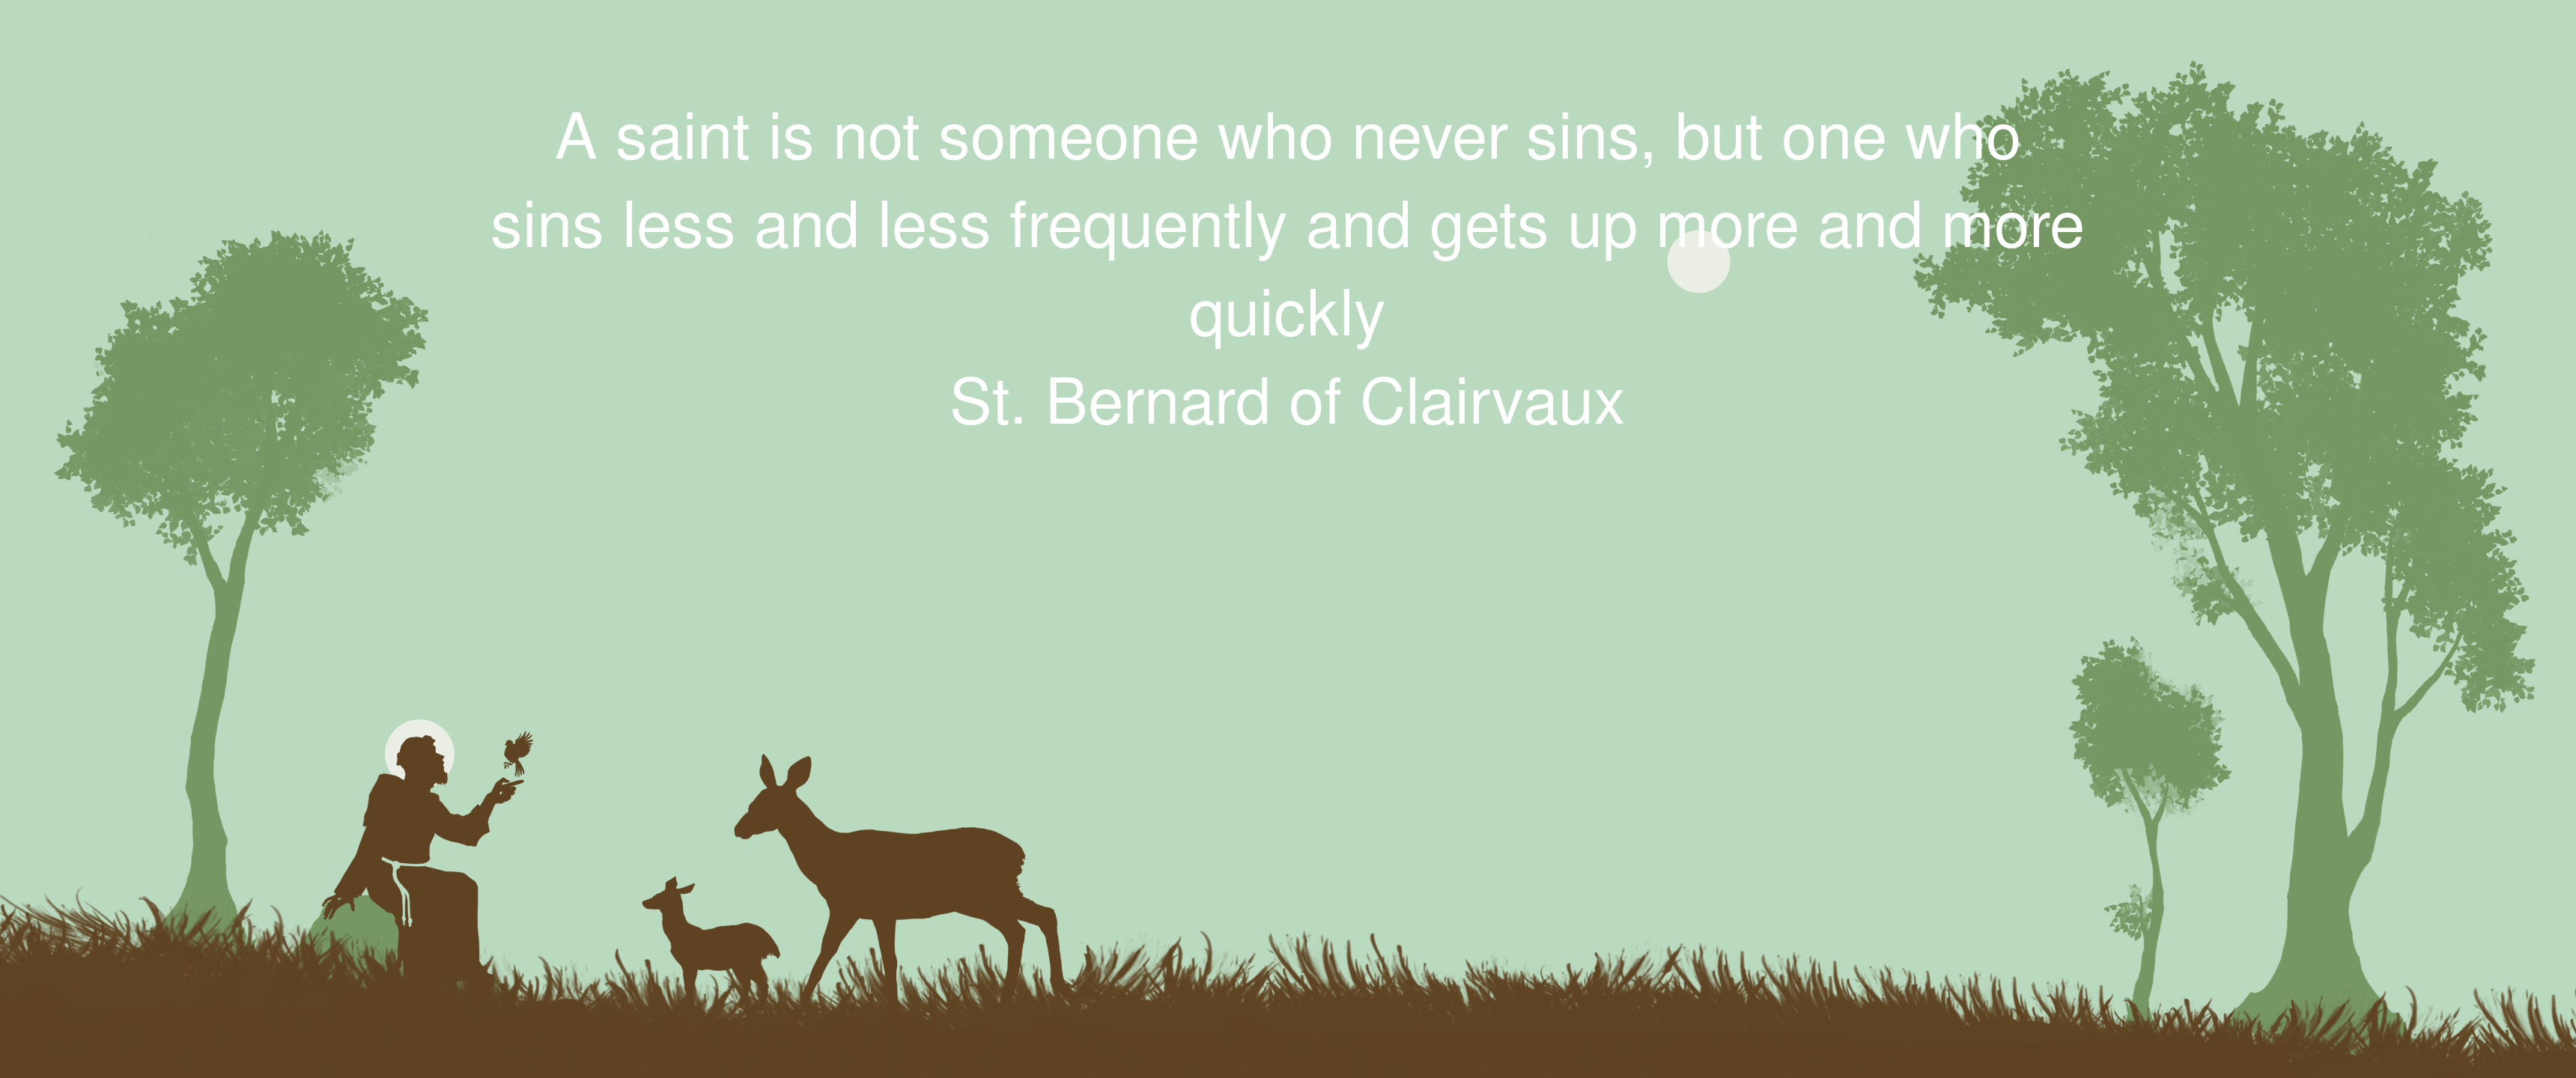 A saint is not someone who never sins, but one who
sins less and less frequently and gets up more and more
quickly
St. Bernard of Clairvaux